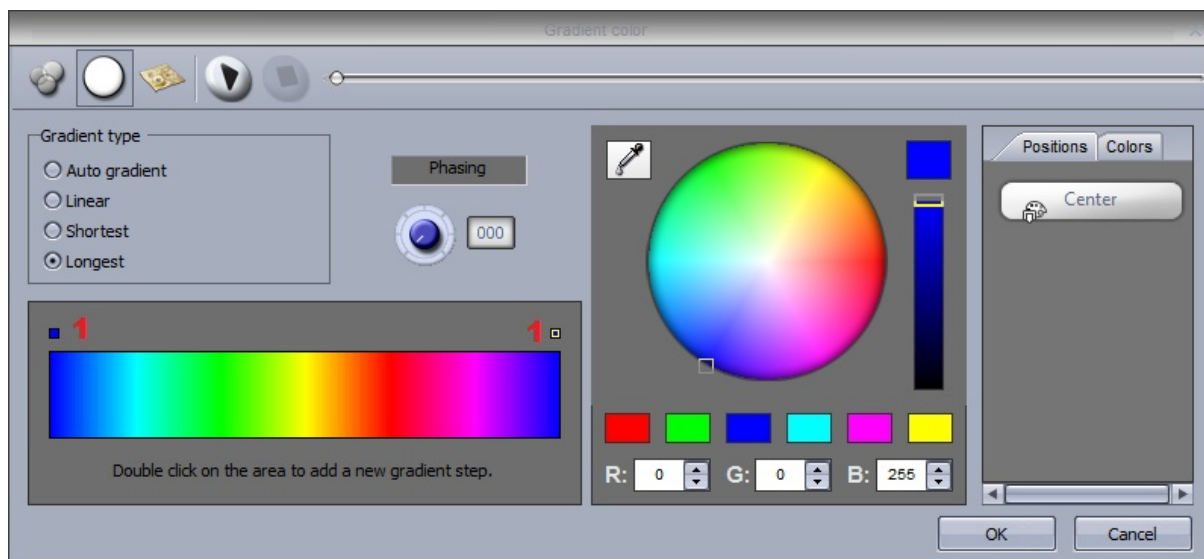 Gradient color
Gradient type
Auto gradient
Linear
Shortest
Longest
Phasing
000
1
1
Double click on the area to add a new gradient step.
R: 0 G: 0 B: 255
Positions Colors
Center
OK Cancel